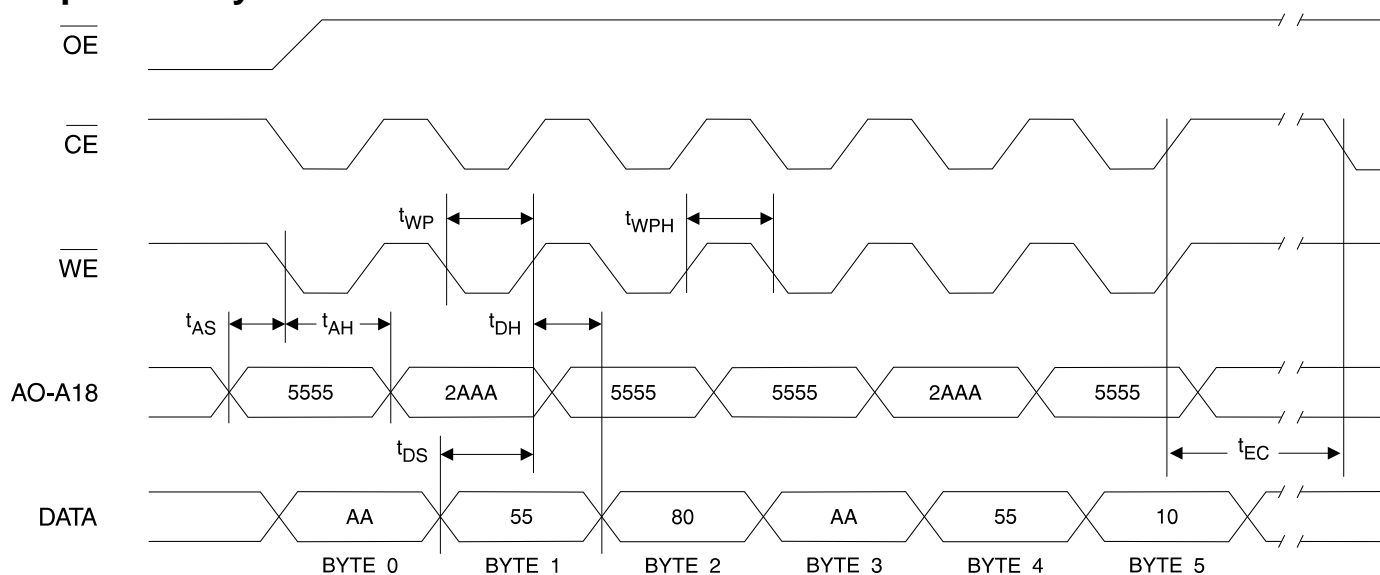 OE
CE
tWP
tWPH
WE
tAS
tAH
tDH
AO-A18
5555
2AAA
5555
5555
2AAA
5555
tDS
tEC
DATA
AA
55
80
AA
55
10
BYTE 0
BYTE 1
BYTE 2
BYTE 3
BYTE 4
BYTE 5